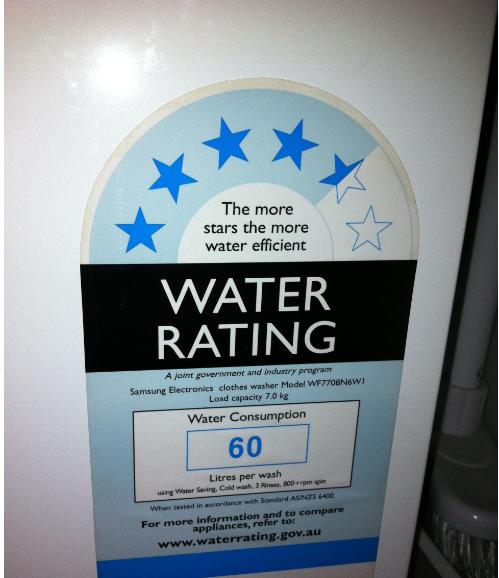 The more
stars the more
water efficient
WATER
RATING
A joint government and industry program
Samsung Electronics clothes washer Model WF7708N6W1
Load capacity 7.0 kg
Water Consumption
60
Litres per wash
using Water Saving, Cold wash, 3 Rinses, 800+rpm spin
When tested in accordance with Standard AS/NZS 6400.
For more information and to compare
appliances, refer to:
www.waterrating.gov.au